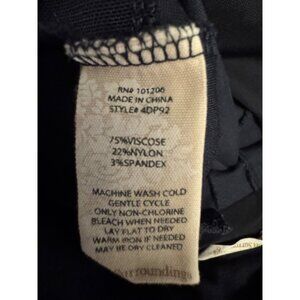 RN# 101206
MADE IN CHINA
STYLE# 4DP92
75%VISCOSE
22%NYLON
3%SPANDEX
MACHINE WASH COLD
GENTLE CYCLE
ONLY NON-CHLORINE
BLEACH WHEN NEEDED
LAY FLAT TO DRY
WARM IRON IF NEEDED
MAY BE DRY CLEANED